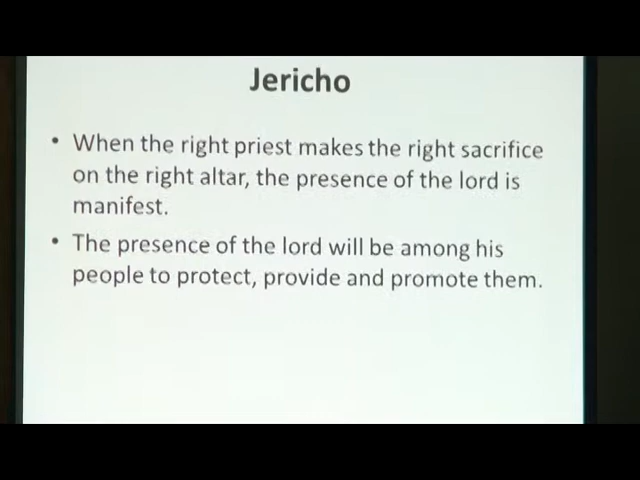 Jericho
• When the right priest makes the right sacrifice
on the right altar, the presence of the lord is
manifest.
• The presence of the lord will be among his
people to protect, provide and promote them.